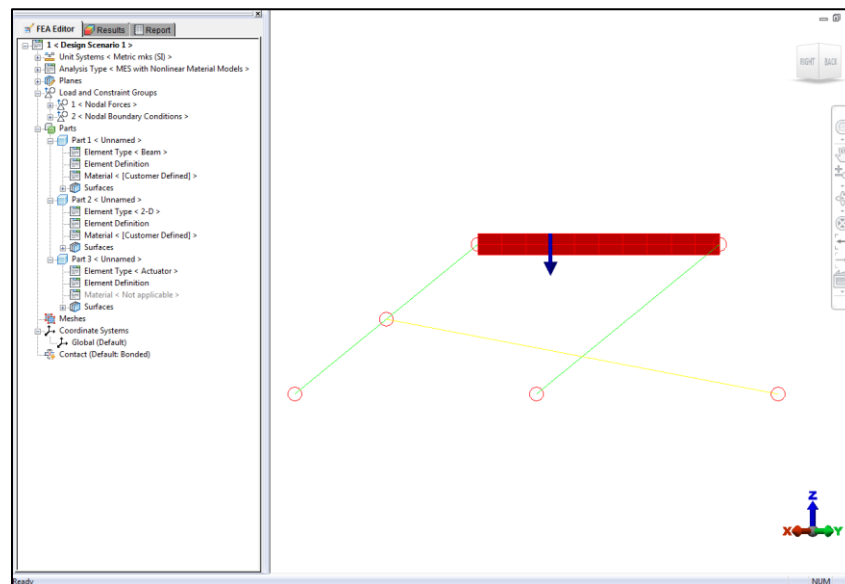 FEA Editor Results Report
1 < Design Scenario 1 >
Unit Systems < Metric mks (SI) >
Analysis Type < MES with Nonlinear Material Models >
Planes
Load and Constraint Groups
1 < Nodal Forces >
2 < Nodal Boundary Conditions >
Parts
Part 1 < Unnamed >
Element Type < Beam >
Element Definition
Material < [Customer Defined] >
Surfaces
Part 2 < Unnamed >
Element Type < 2-D >
Element Definition
Material < [Customer Defined] >
Surfaces
Part 3 < Unnamed >
Element Type < Actuator >
Element Definition
Material < Not applicable >
Surfaces
Meshes
Coordinate Systems
Global (Default)
Contact (Default: Bonded)
RIGHT BACK
Z
X Y
Ready NUM